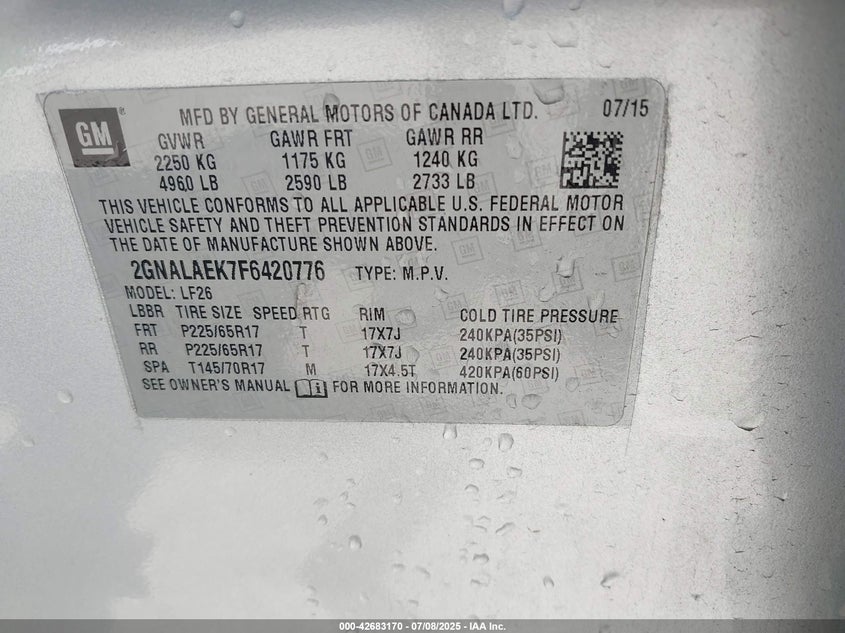 GM
MFD BY GENERAL MOTORS OF CANADA LTD. 07/15
GVWR GAWR FRT GAWR RR
2250 KG 1175 KG 1240 KG
4960 LB 2590 LB 2733 LB
THIS VEHICLE CONFORMS TO ALL APPLICABLE U.S. FEDERAL MOTOR
VEHICLE SAFETY AND THEFT PREVENTION STANDARDS IN EFFECT ON
THE DATE OF MANUFACTURE SHOWN ABOVE.
2GNALAEK7F6420776 TYPE: M.P.V.
MODEL: LF26
LBBR TIRE SIZE SPEED RTG RIM COLD TIRE PRESSURE
FRT P225/65R17 T 17X7J 240KPA(35PSI)
RR P225/65R17 T 17X7J 240KPA(35PSI)
SPA T145/70R17 M 17X4.5T 420KPA(60PSI)
SEE OWNER'S MANUAL FOR MORE INFORMATION.
000-42683170 - 07/08/2025 - IAA Inc.